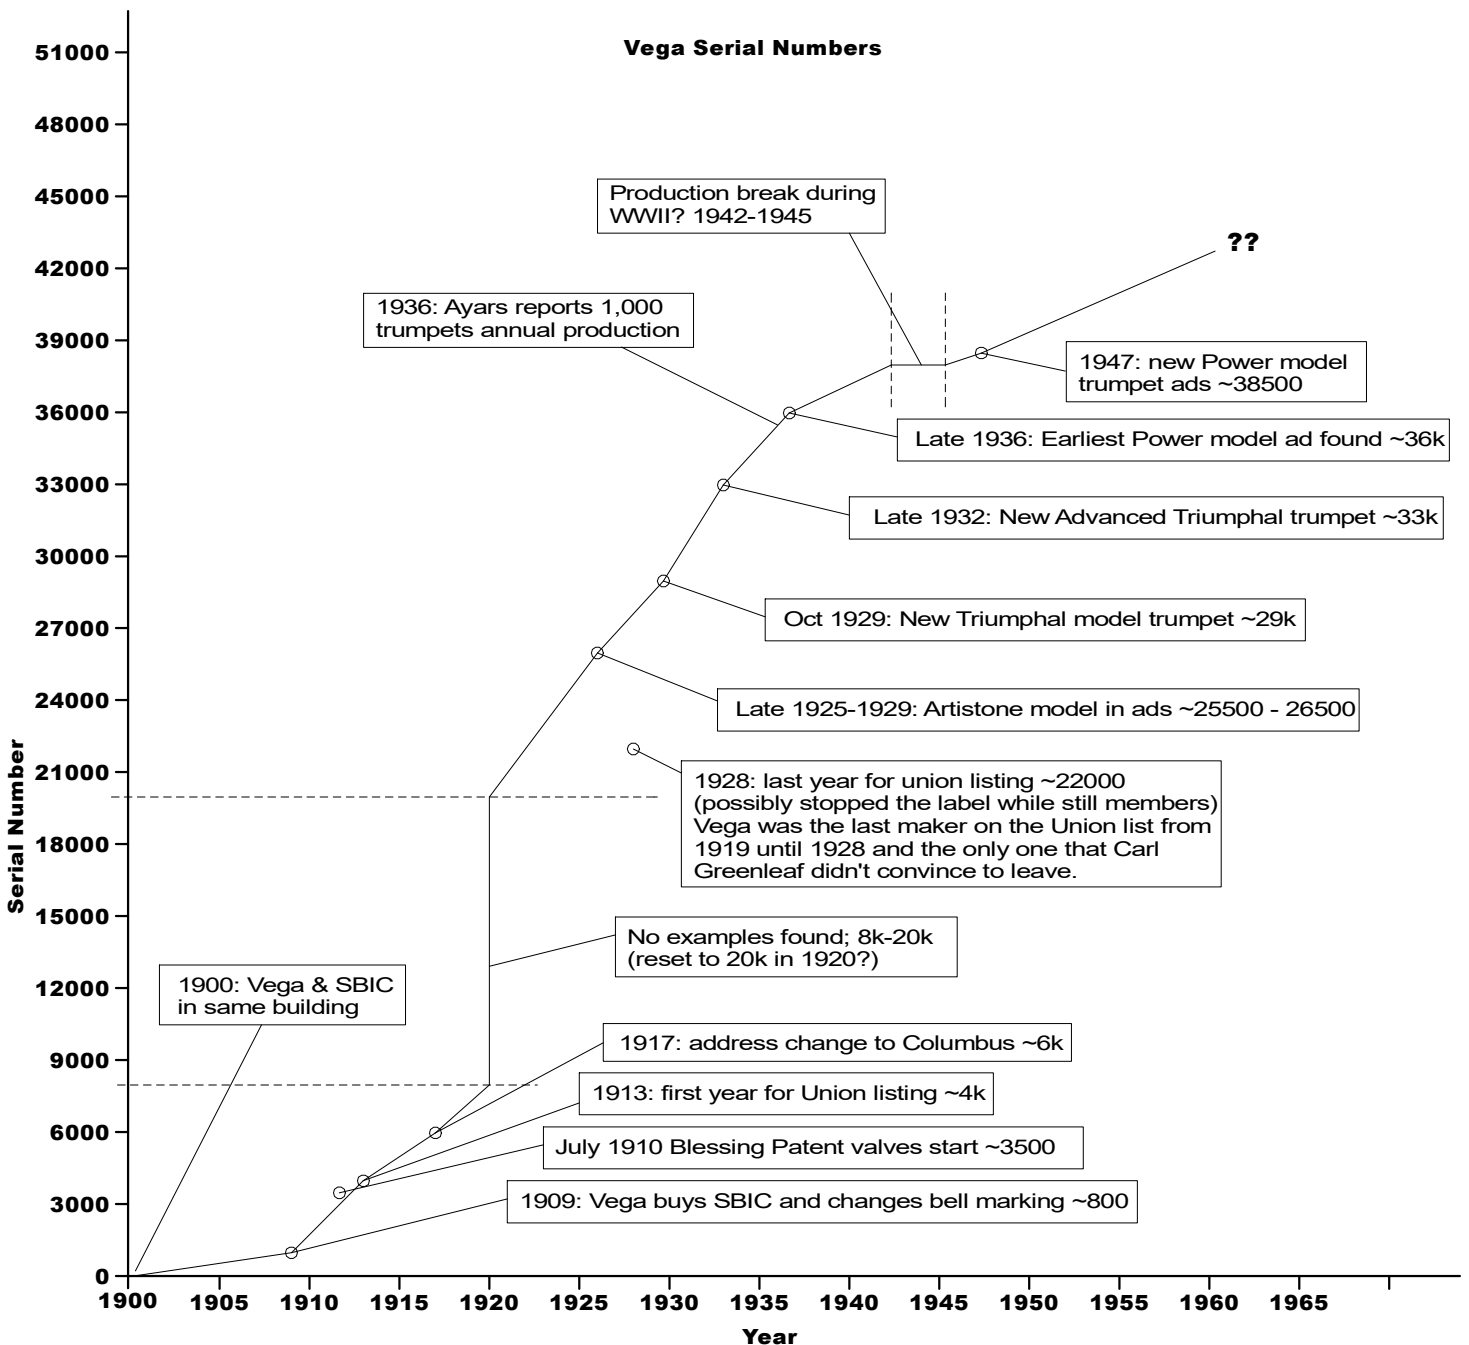 Vega Serial Numbers
51000
48000
45000
42000
39000
36000
33000
30000
27000
24000
21000
18000
15000
12000
9000
6000
3000
0
Serial Number
Production break during
WWII? 1942-1945
??
1936: Ayars reports 1,000
trumpets annual production
1947: new Power model
trumpet ads ~38500
Late 1936: Earliest Power model ad found ~36k
Late 1932: New Advanced Triumphal trumpet ~33k
Oct 1929: New Triumphal model trumpet ~29k
Late 1925-1929: Artistone model in ads ~25500 - 26500
1928: last year for union listing ~22000
(possibly stopped the label while still members)
Vega was the last maker on the Union list from
1919 until 1928 and the only one that Carl
Greenleaf didn't convince to leave.
No examples found; 8k-20k
(reset to 20k in 1920?)
1900: Vega & SBIC
in same building
1917: address change to Columbus ~6k
1913: first year for Union listing ~4k
July 1910 Blessing Patent valves start ~3500
1909: Vega buys SBIC and changes bell marking ~800
1900 1905 1910 1915 1920 1925 1930 1935 1940 1945 1950 1955 1960 1965
Year